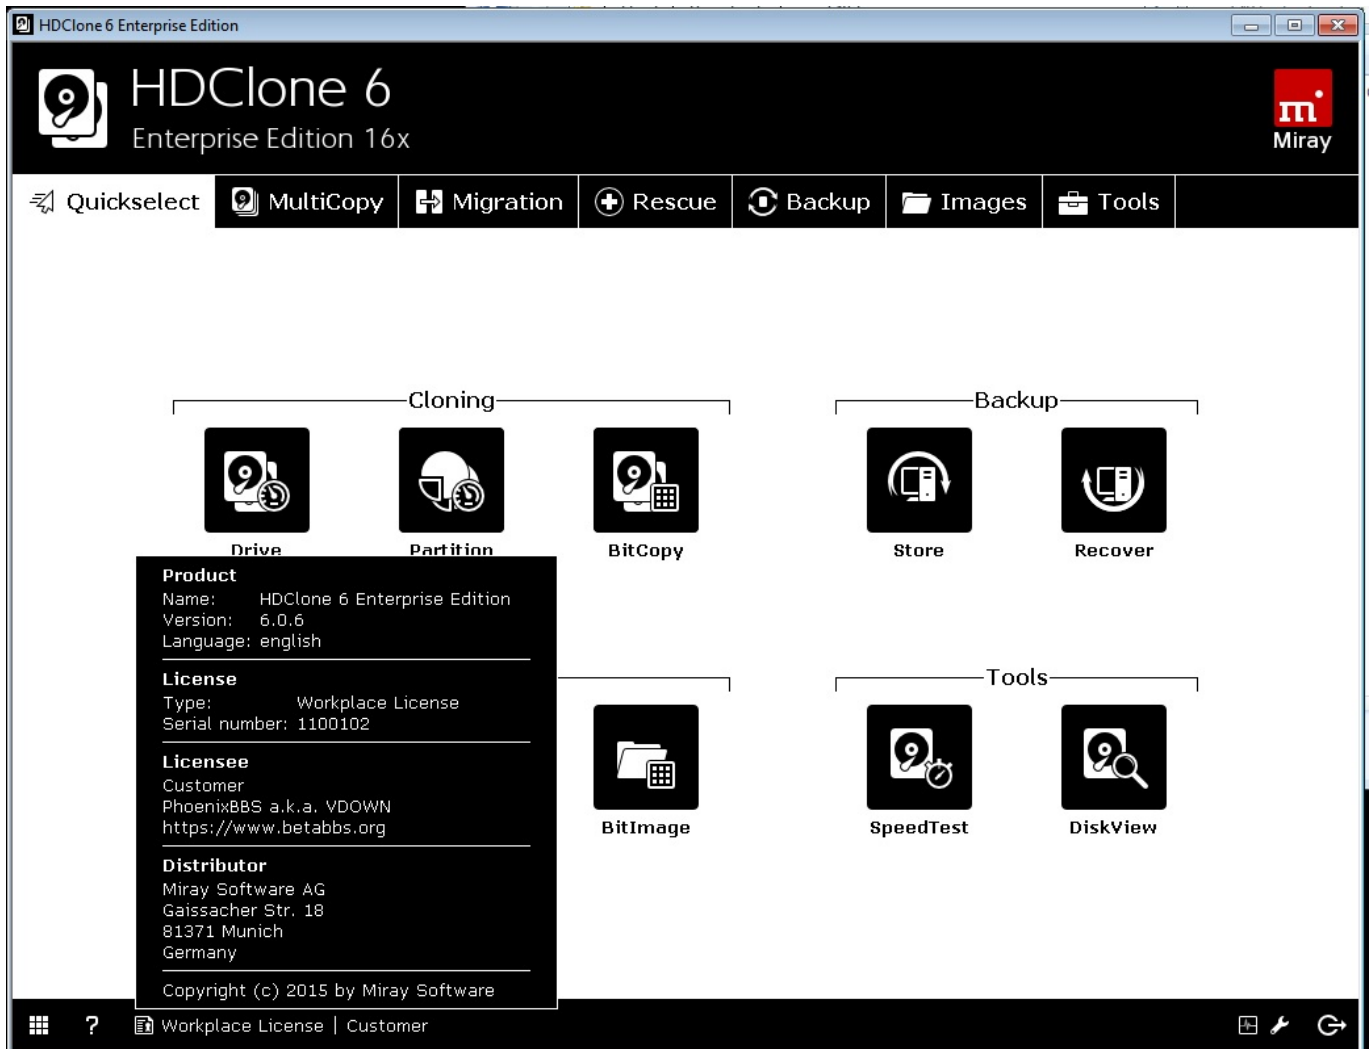 HDClone 6 Enterprise Edition
HDClone 6
Enterprise Edition 16x
m
Miray
Quickselect
MultiCopy
Migration
Rescue
Backup
Images
Tools
Cloning
Backup
Drive
Partition
BitCopy
Store
Recover
Product
Name: HDClone 6 Enterprise Edition
Version: 6.0.6
Language: english
License
Type: Workplace License
Serial number: 1100102
Licensee
Customer
PhoenixBBS a.k.a. VDOWN
https://www.betabbs.org
Distributor
Miray Software AG
Gaissacher Str. 18
81371 Munich
Germany
Copyright (c) 2015 by Miray Software
Tools
BitImage
SpeedTest
DiskView
? Workplace License | Customer